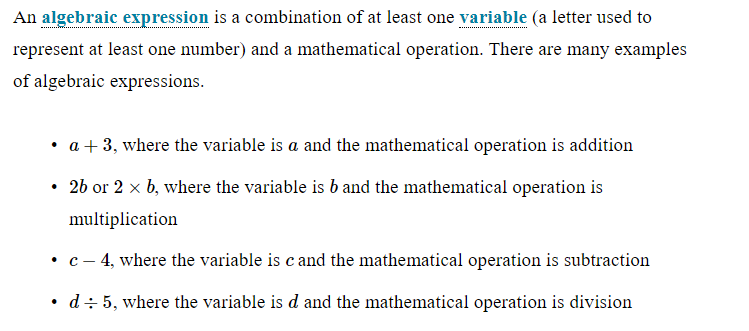 An algebraic expression is a combination of at least one variable (a letter used to
represent at least one number) and a mathematical operation. There are many examples
of algebraic expressions.
• a + 3, where the variable is a and the mathematical operation is addition
• 2b or 2 × b, where the variable is b and the mathematical operation is
multiplication
• c − 4, where the variable is c and the mathematical operation is subtraction
• d ÷ 5, where the variable is d and the mathematical operation is division